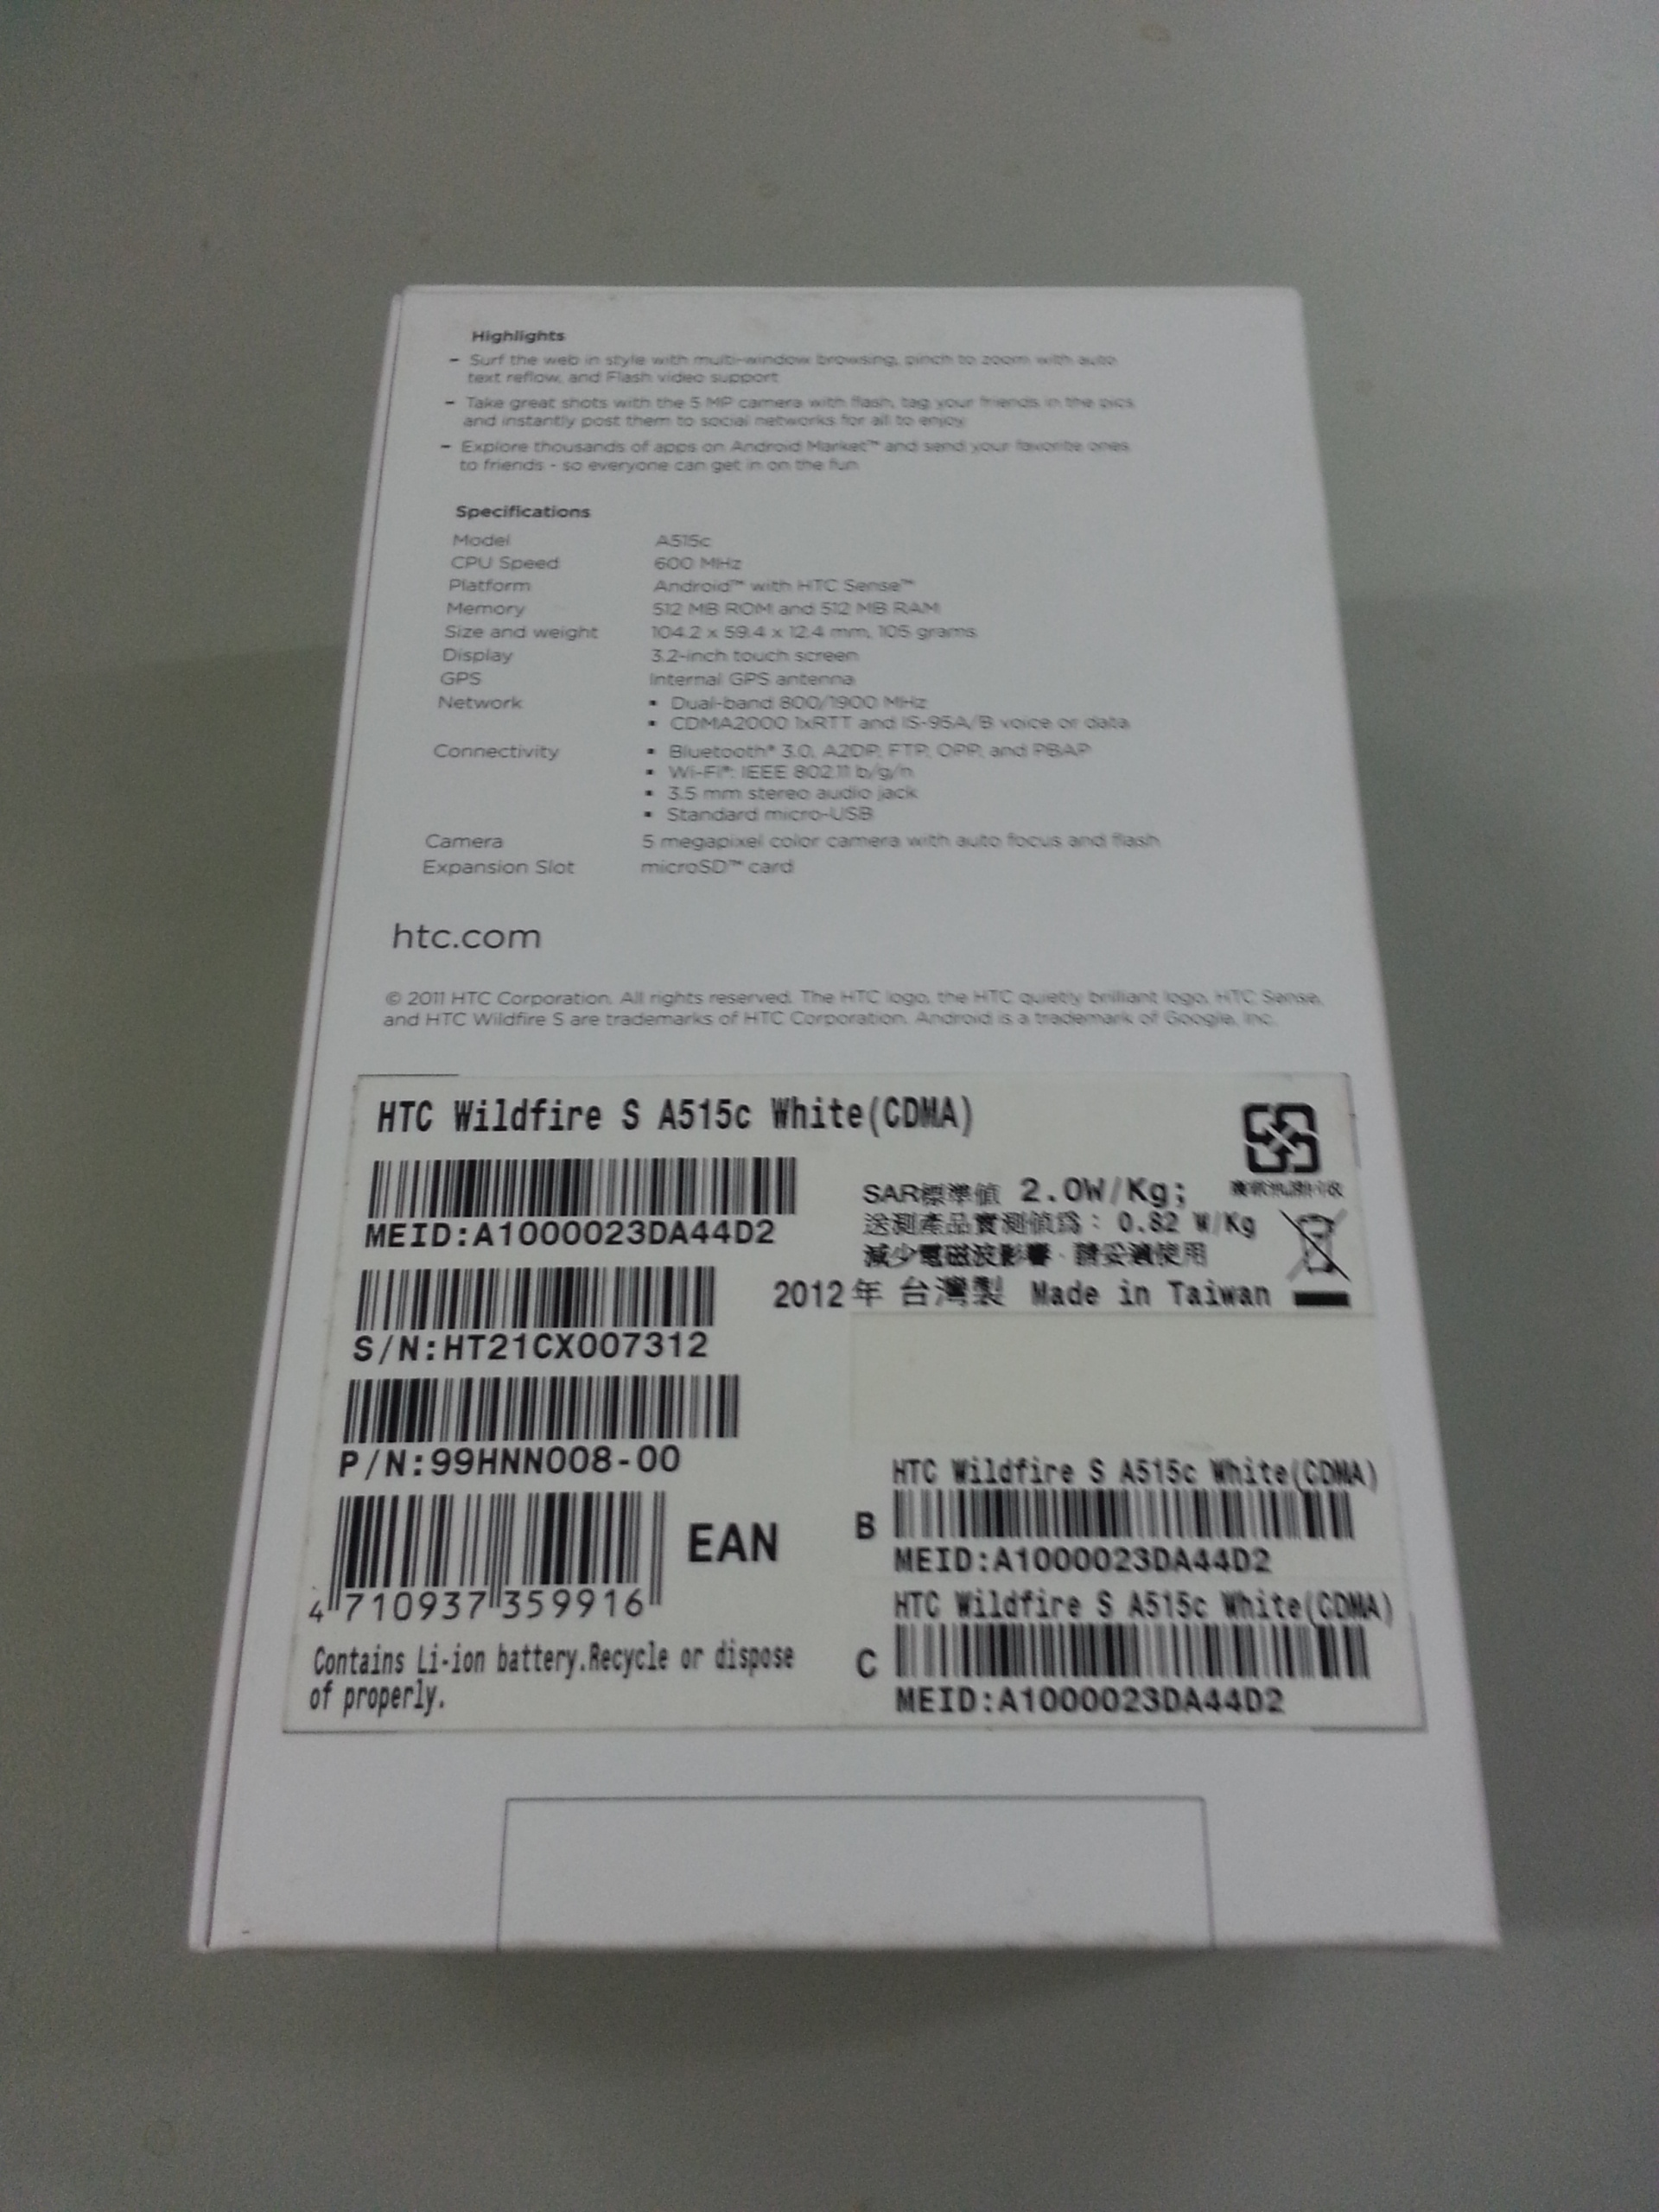 Highlights
– Surf the web in style with multi-window browsing, pinch to zoom with auto
text reflow, and Flash video support
– Take great shots with the 5 MP camera with flash, tag your friends in the pics
and instantly post them to social networks for all to enjoy
– Explore thousands of apps on Android Market™ and send your favorite ones
to friends - so everyone can get in on the fun
Specifications
Model A515c
CPU Speed 600 MHz
Platform Android™ with HTC Sense™
Memory 512 MB ROM and 512 MB RAM
Size and weight 104.2 x 59.4 x 12.4 mm, 105 grams
Display 3.2-inch touch screen
GPS Internal GPS antenna
Network ▪ Dual-band 800/1900 MHz
▪ CDMA2000 1xRTT and IS-95A/B voice or data
Connectivity ▪ Bluetooth® 3.0, A2DP, FTP, OPP, and PBAP
▪ Wi-Fi®: IEEE 802.11 b/g/n
▪ 3.5 mm stereo audio jack
▪ Standard micro-USB
Camera 5 megapixel color camera with auto focus and flash
Expansion Slot microSD™ card
htc.com
© 2011 HTC Corporation. All rights reserved. The HTC logo, the HTC quietly brilliant logo, HTC Sense,
and HTC Wildfire S are trademarks of HTC Corporation. Android is a trademark of Google, Inc.
HTC Wildfire S A515c White(CDMA)
MEID:A1000023DA44D2
S/N:HT21CX007312
P/N:99HNN008-00
EAN
4 710937 359916
Contains Li-ion battery.Recycle or dispose
of properly.
SAR標準值 2.0W/Kg;
送測產品實測值為: 0.82 W/Kg
減少電磁波影響,請妥適使用
2012年 台灣製 Made in Taiwan
HTC Wildfire S A515c White(CDMA)
B
MEID:A1000023DA44D2
HTC Wildfire S A515c White(CDMA)
C
MEID:A1000023DA44D2